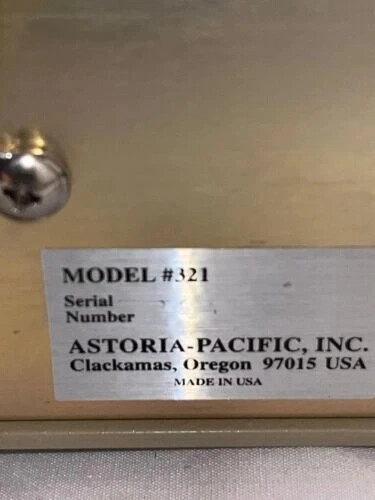 MODEL #321
Serial
Number
ASTORIA-PACIFIC, INC.
Clackamas, Oregon 97015 USA
MADE IN USA